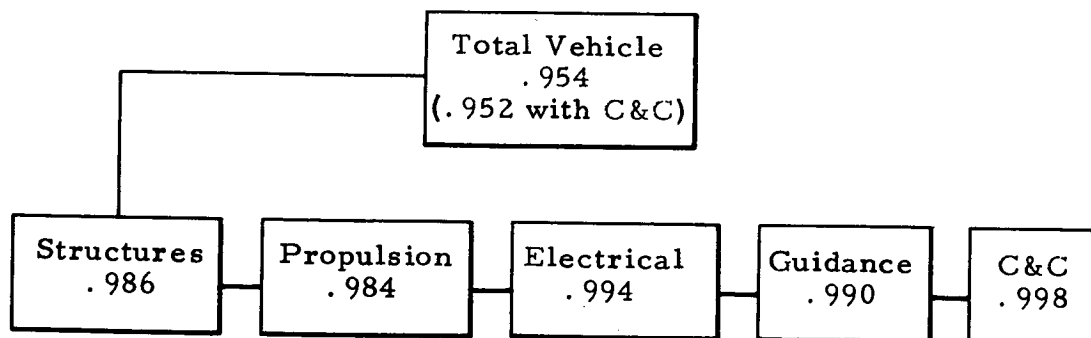 Total Vehicle
.954
(.952 with C&C)
Structures
.986
Propulsion
.984
Electrical
.994
Guidance
.990
C&C
.998